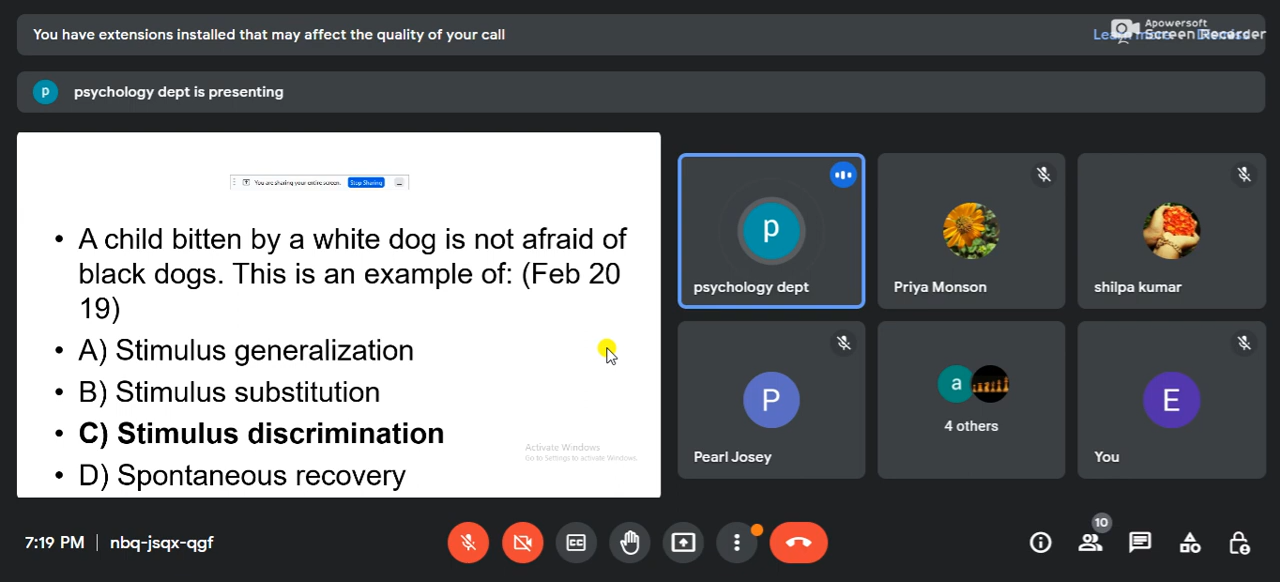 You have extensions installed that may affect the quality of your call
Apowersoft
Screen Recorder
p
psychology dept is presenting
You are sharing your entire screen. Stop Sharing
• A child bitten by a white dog is not afraid of
black dogs. This is an example of: (Feb 20
19)
• A) Stimulus generalization
• B) Stimulus substitution
• C) Stimulus discrimination
• D) Spontaneous recovery
Activate Windows
Go to Settings to activate Windows.
p
psychology dept
Priya Monson
shilpa kumar
P
Pearl Josey
a
4 others
E
You
7:19 PM | nbq-jsqx-qgf
CC
10